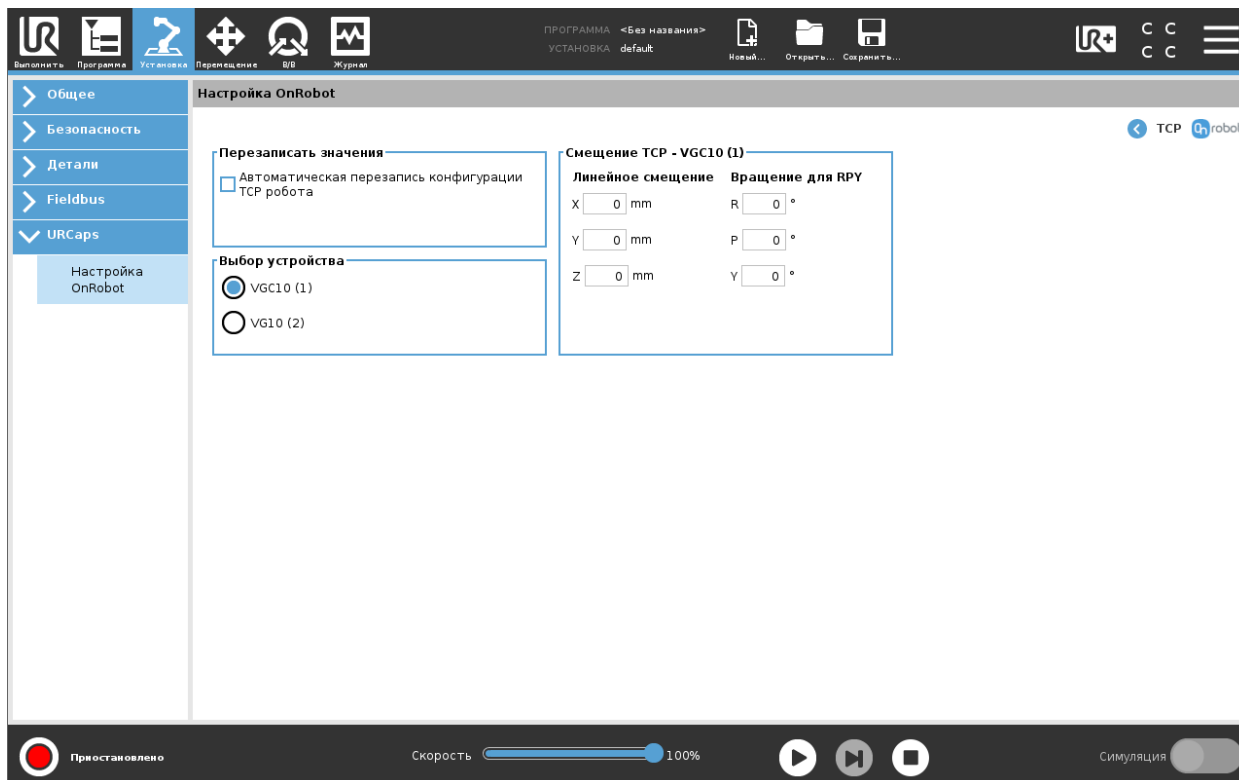 ПРОГРАММА <Без названия>
УСТАНОВКА default
Выполнить Программа Установка Перемещение В/В Журнал
Новый... Открыть... Сохранить...
UR+
C C
C C
Общее
Безопасность
Детали
Fieldbus
URCaps
Настройка
OnRobot
Настройка OnRobot
TCP
On robot
Перезаписать значения
Автоматическая перезапись конфигурации
TCP робота
Выбор устройства
VGC10 (1)
VG10 (2)
Смещение TCP - VGC10 (1)
Линейное смещение Вращение для RPY
X 0 mm R 0 °
Y 0 mm P 0 °
Z 0 mm Y 0 °
Приостановлено
Скорость 100%
Симуляция